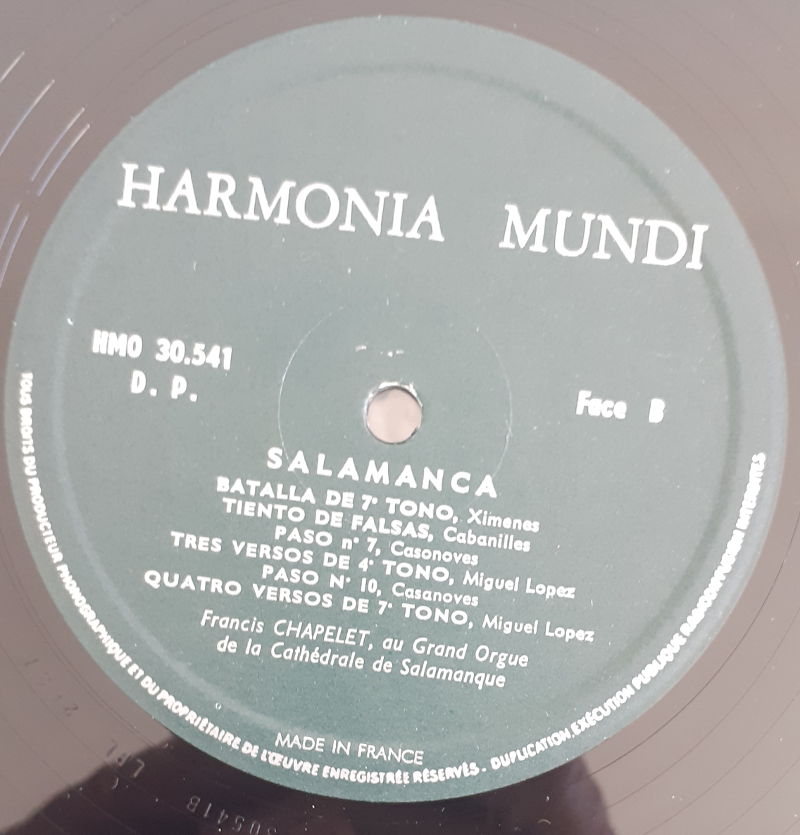 HARMONIA MUNDI
HMO 30.541
D. P.
Face B
SALAMANCA
BATALLA DE 7° TONO, Ximenes
TIENTO DE FALSAS, Cabanilles
PASO n° 7, Casonoves
TRES VERSOS DE 4° TONO, Miguel Lopez
PASO N° 10, Casanoves
QUATRO VERSOS DE 7° TONO, Miguel Lopez
Francis CHAPELET, au Grand Orgue
de la Cathédrale de Salamanque
MADE IN FRANCE
TOUS DROITS DU PRODUCTEUR PHONOGRAPHIQUE ET DU PROPRIÉTAIRE DE L'ŒUVRE ENREGISTRÉE RÉSERVÉS. DUPLICATION EXÉCUTION PUBLIQUE RADIODIFFUSION INTERDITES
30541B